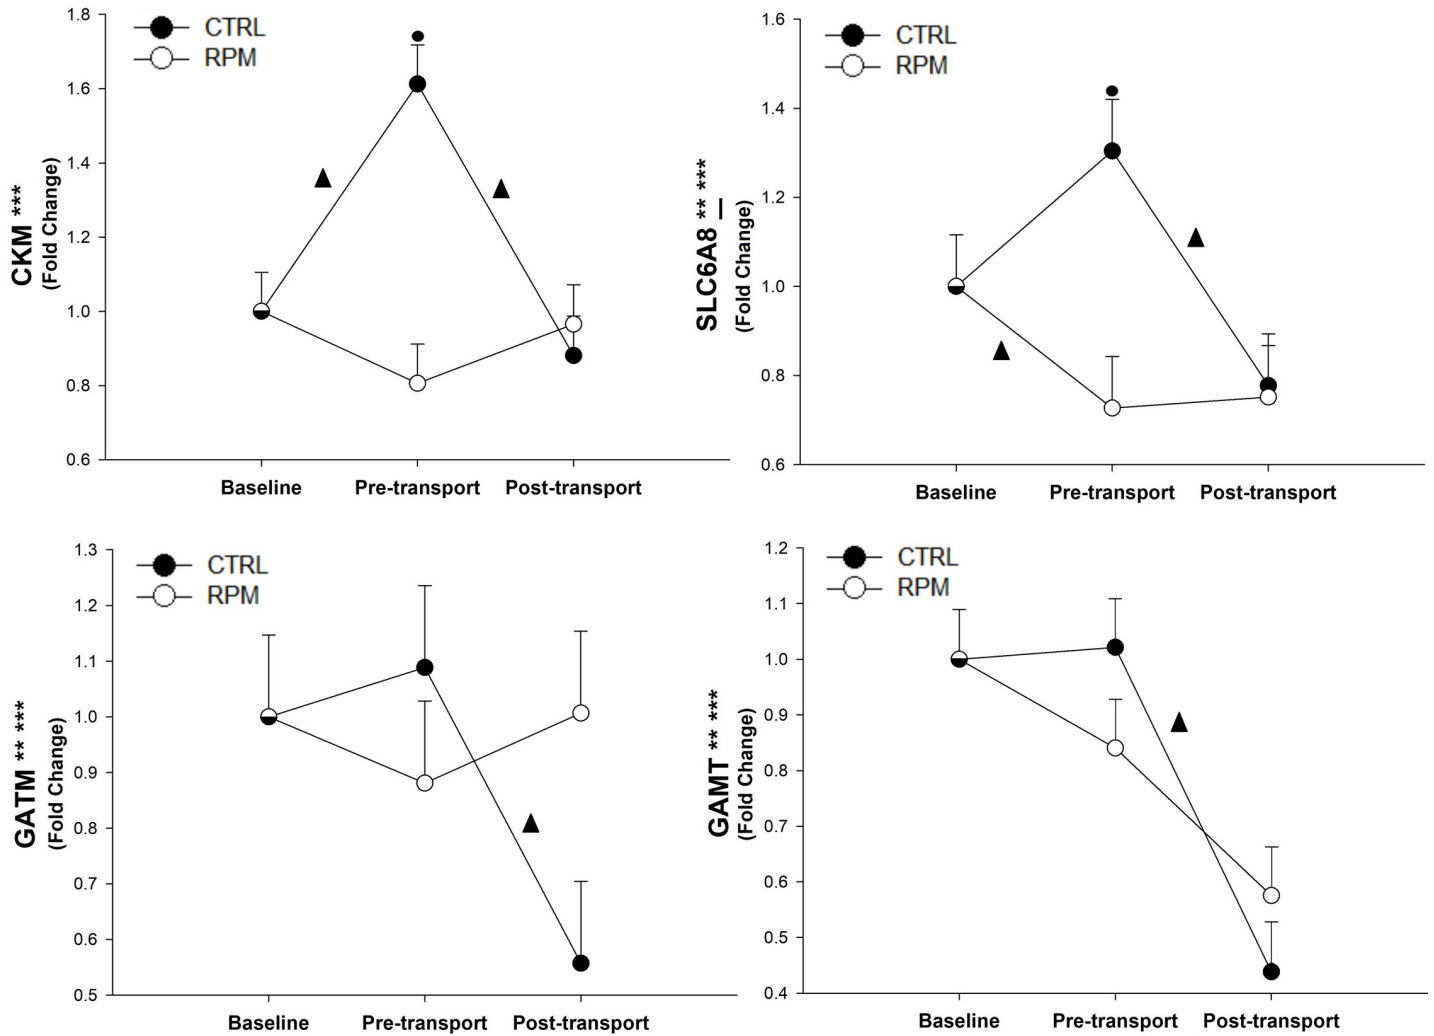 CTRL
RPM
1.8
1.6
1.4
1.2
1.0
0.8
0.6
CKM ***
(Fold Change)
Baseline Pre-transport Post-transport
CTRL
RPM
1.6
1.4
1.2
1.0
0.8
0.6
SLC6A8 ** ***
(Fold Change)
Baseline Pre-transport Post-transport
CTRL
RPM
1.3
1.2
1.1
1.0
0.9
0.8
0.7
0.6
0.5
GATM ** ***
(Fold Change)
Baseline Pre-transport Post-transport
CTRL
RPM
1.2
1.1
1.0
0.9
0.8
0.7
0.6
0.5
0.4
GAMT ** ***
(Fold Change)
Baseline Pre-transport Post-transport